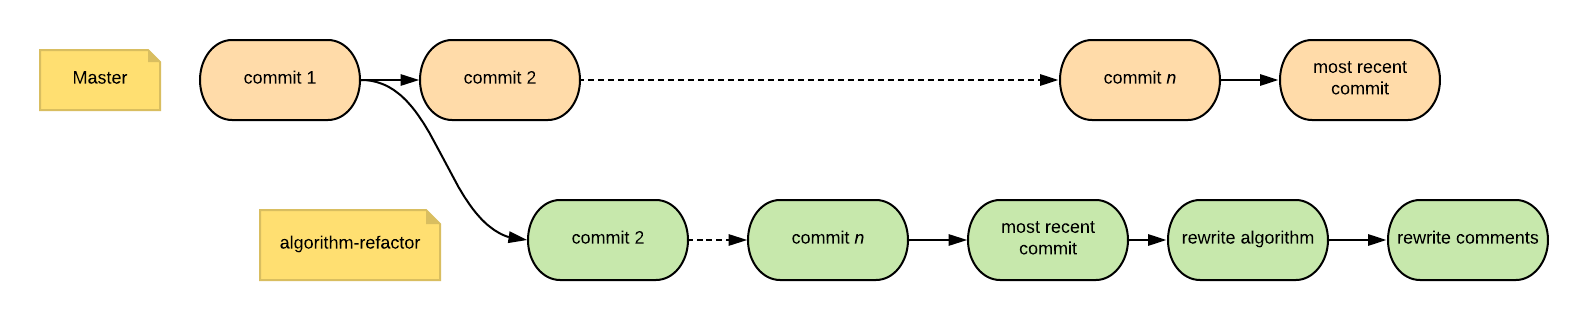 Master
commit 1
commit 2
commit n
most recent
commit
algorithm-refactor
commit 2
commit n
most recent
commit
rewrite algorithm
rewrite comments